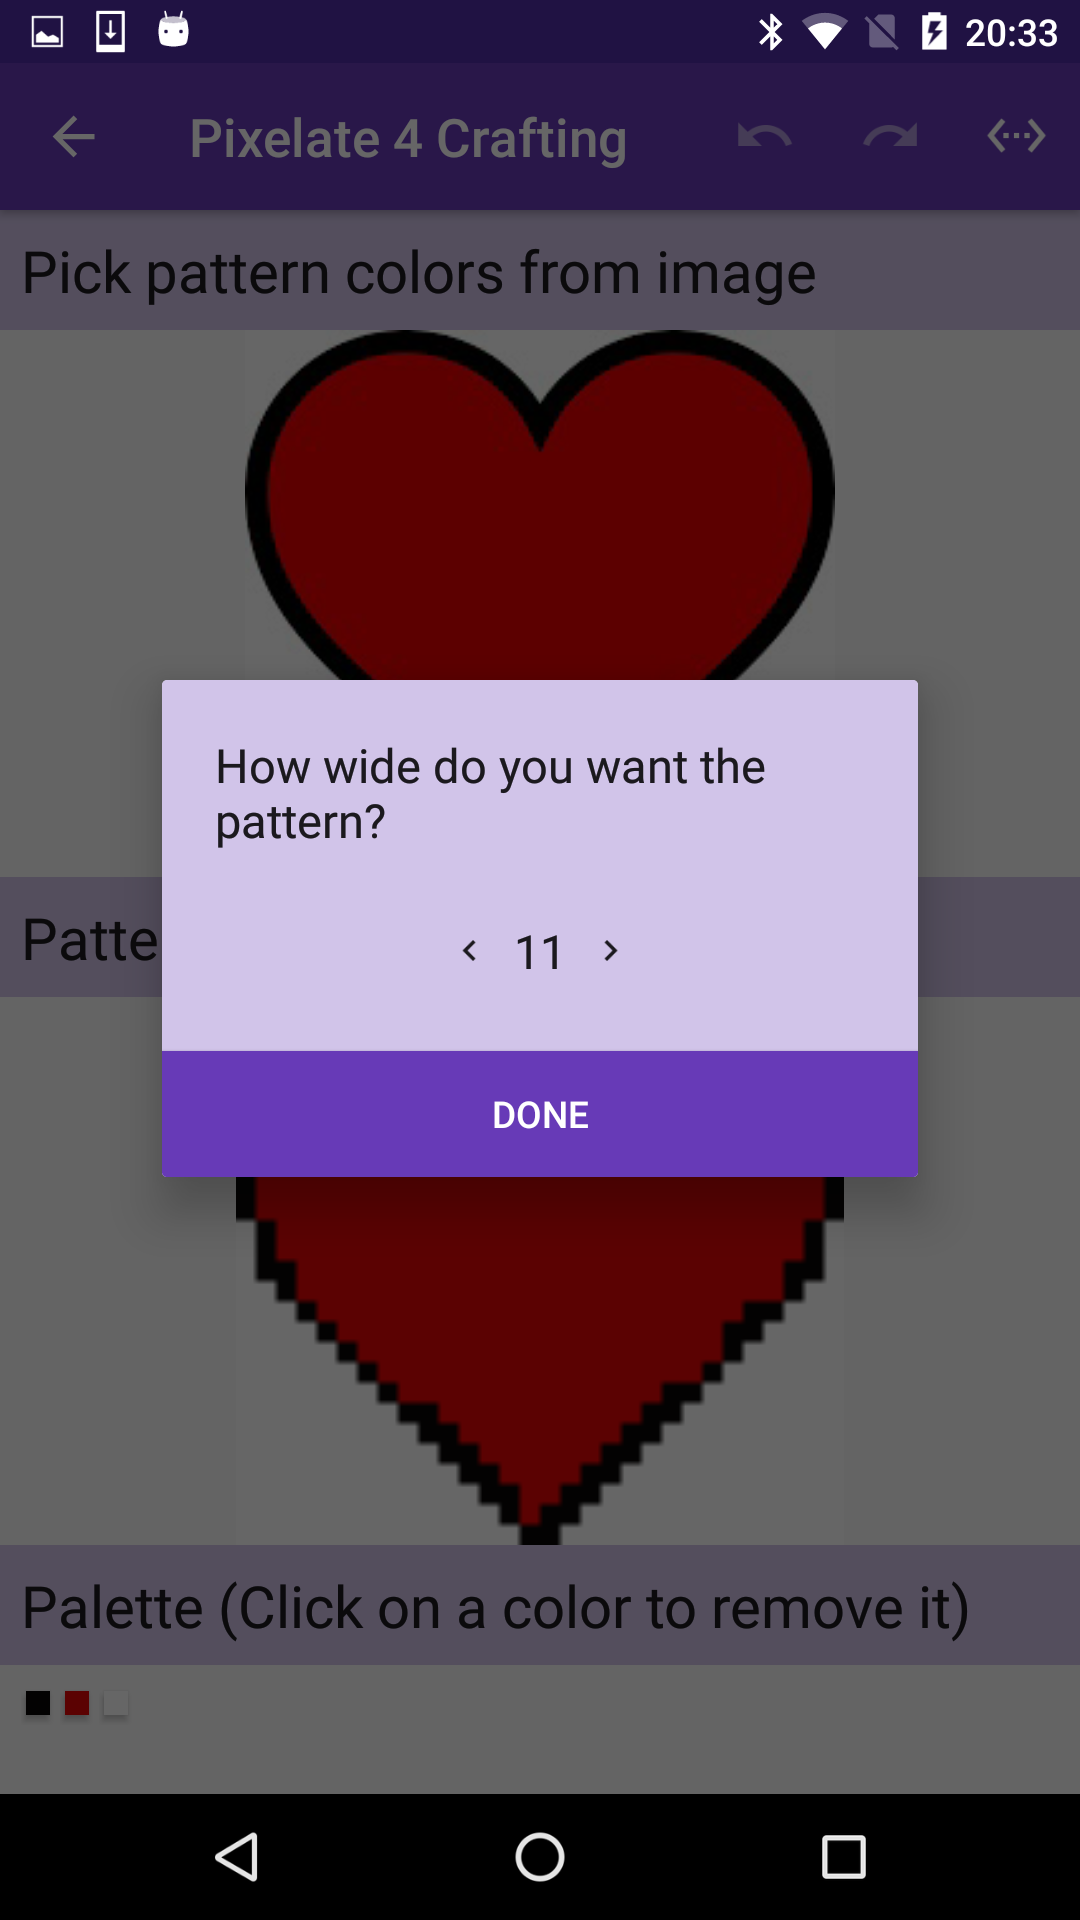 20:33
Pixelate 4 Crafting
Pick pattern colors from image
How wide do you want the
pattern?
Patte
11
DONE
Palette (Click on a color to remove it)